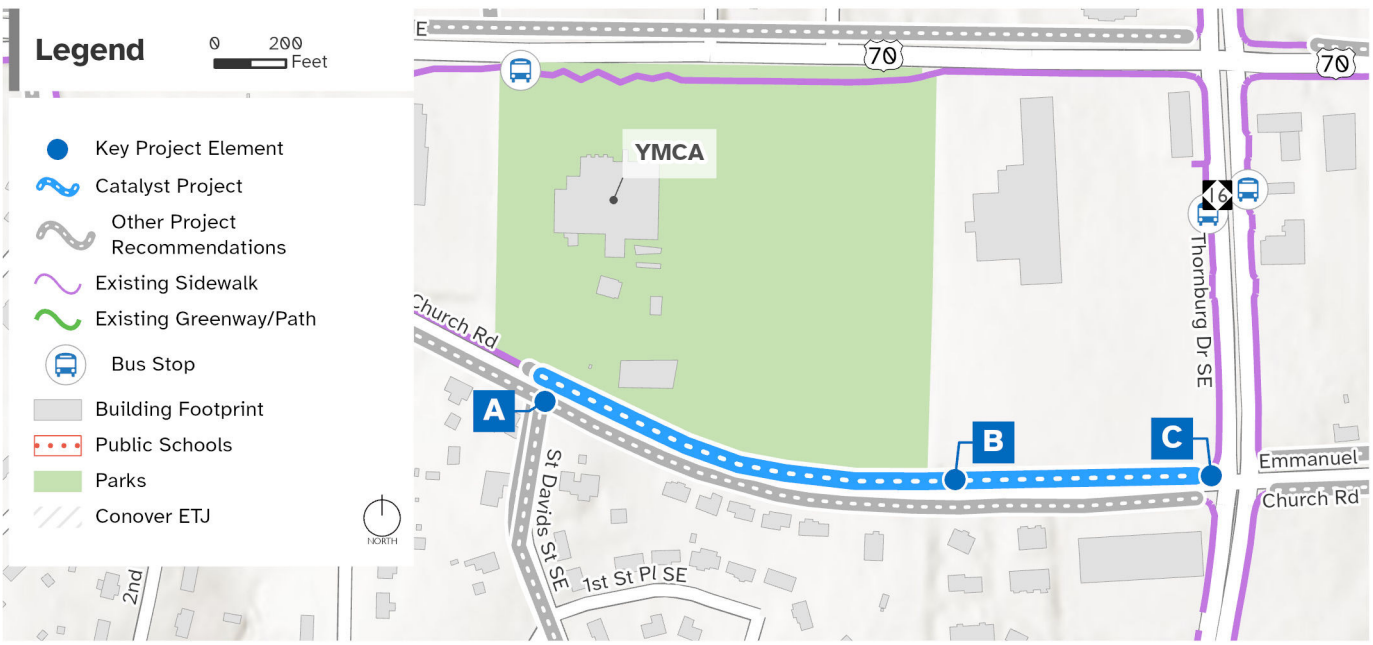 Legend
0 200
Feet
Key Project Element
Catalyst Project
Other Project
Recommendations
Existing Sidewalk
Existing Greenway/Path
Bus Stop
Building Footprint
Public Schools
Parks
Conover ETJ
NORTH
E
70
70
YMCA
16
Thornburg Dr SE
Church Rd
A
B
C
Emmanuel
Church Rd
St Davids St SE
1st St Pl SE
2nd